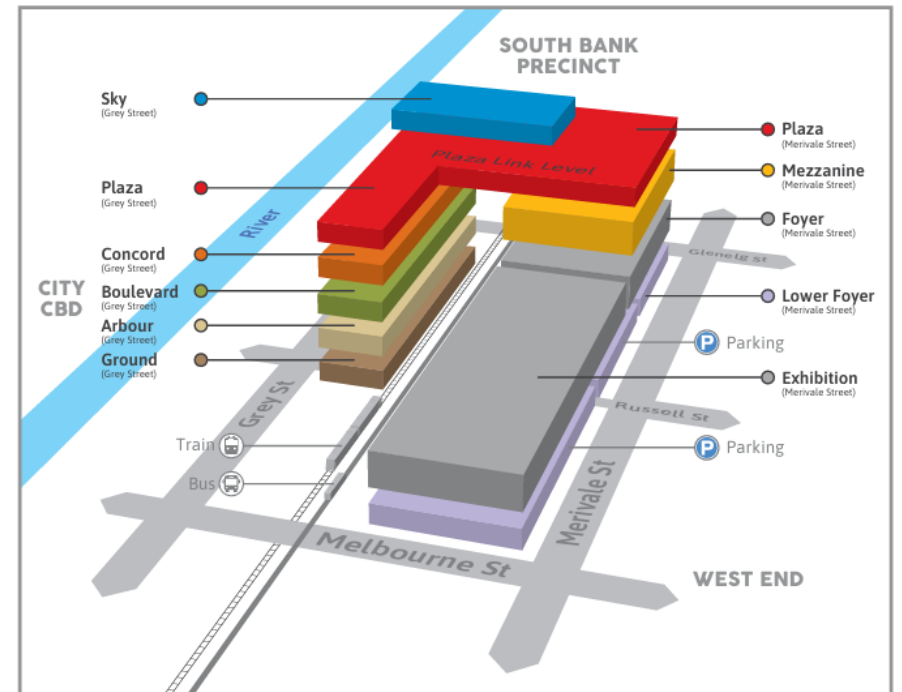 SOUTH BANK
PRECINCT
Sky
(Grey Street)
Plaza
(Merivale Street)
Plaza Link Level
Mezzanine
(Merivale Street)
Plaza
(Grey Street)
Foyer
(Merivale Street)
River
Glenelg St
Concord
(Grey Street)
CITY
CBD
Boulevard
(Grey Street)
Lower Foyer
(Merivale Street)
Arbour
(Grey Street)
P Parking
Ground
(Grey Street)
Exhibition
(Merivale Street)
Grey St
Russell St
Train
P Parking
Bus
Merivale St
Melbourne St
WEST END